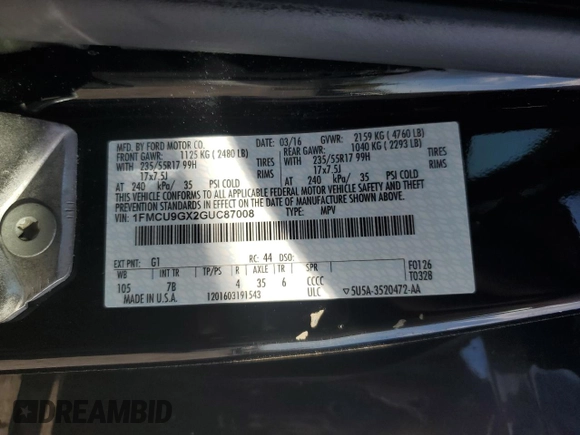 MFD. BY FORD MOTOR CO.
DATE: 03/16 GVWR: 2159 KG ( 4760 LB)
FRONT GAWR: 1125 KG ( 2480 LB) REAR GAWR: 1040 KG ( 2293 LB)
WITH 235/55R17 99H TIRES WITH 235/55R17 99H TIRES
17x7.5J RIMS 17x7.5J RIMS
AT 240 kPa/ 35 PSI COLD AT 240 kPa/ 35 PSI COLD
THIS VEHICLE CONFORMS TO ALL APPLICABLE FEDERAL MOTOR VEHICLE SAFETY AND THEFT PREVENTION
STANDARDS IN EFFECT ON THE DATE OF MANUFACTURE SHOWN ABOVE.
VIN: 1FMCU9GX2GUC87008 TYPE: MPV
EXT PNT: G1 RC: 44 DSO:
WB INT TR TP/PS R AXLE TR SPR F0126
105 7B 4 35 6 CCCC T0328
MADE IN U.S.A. 1201603191543 ULC 5U5A-3520472-AA
DREAMBID